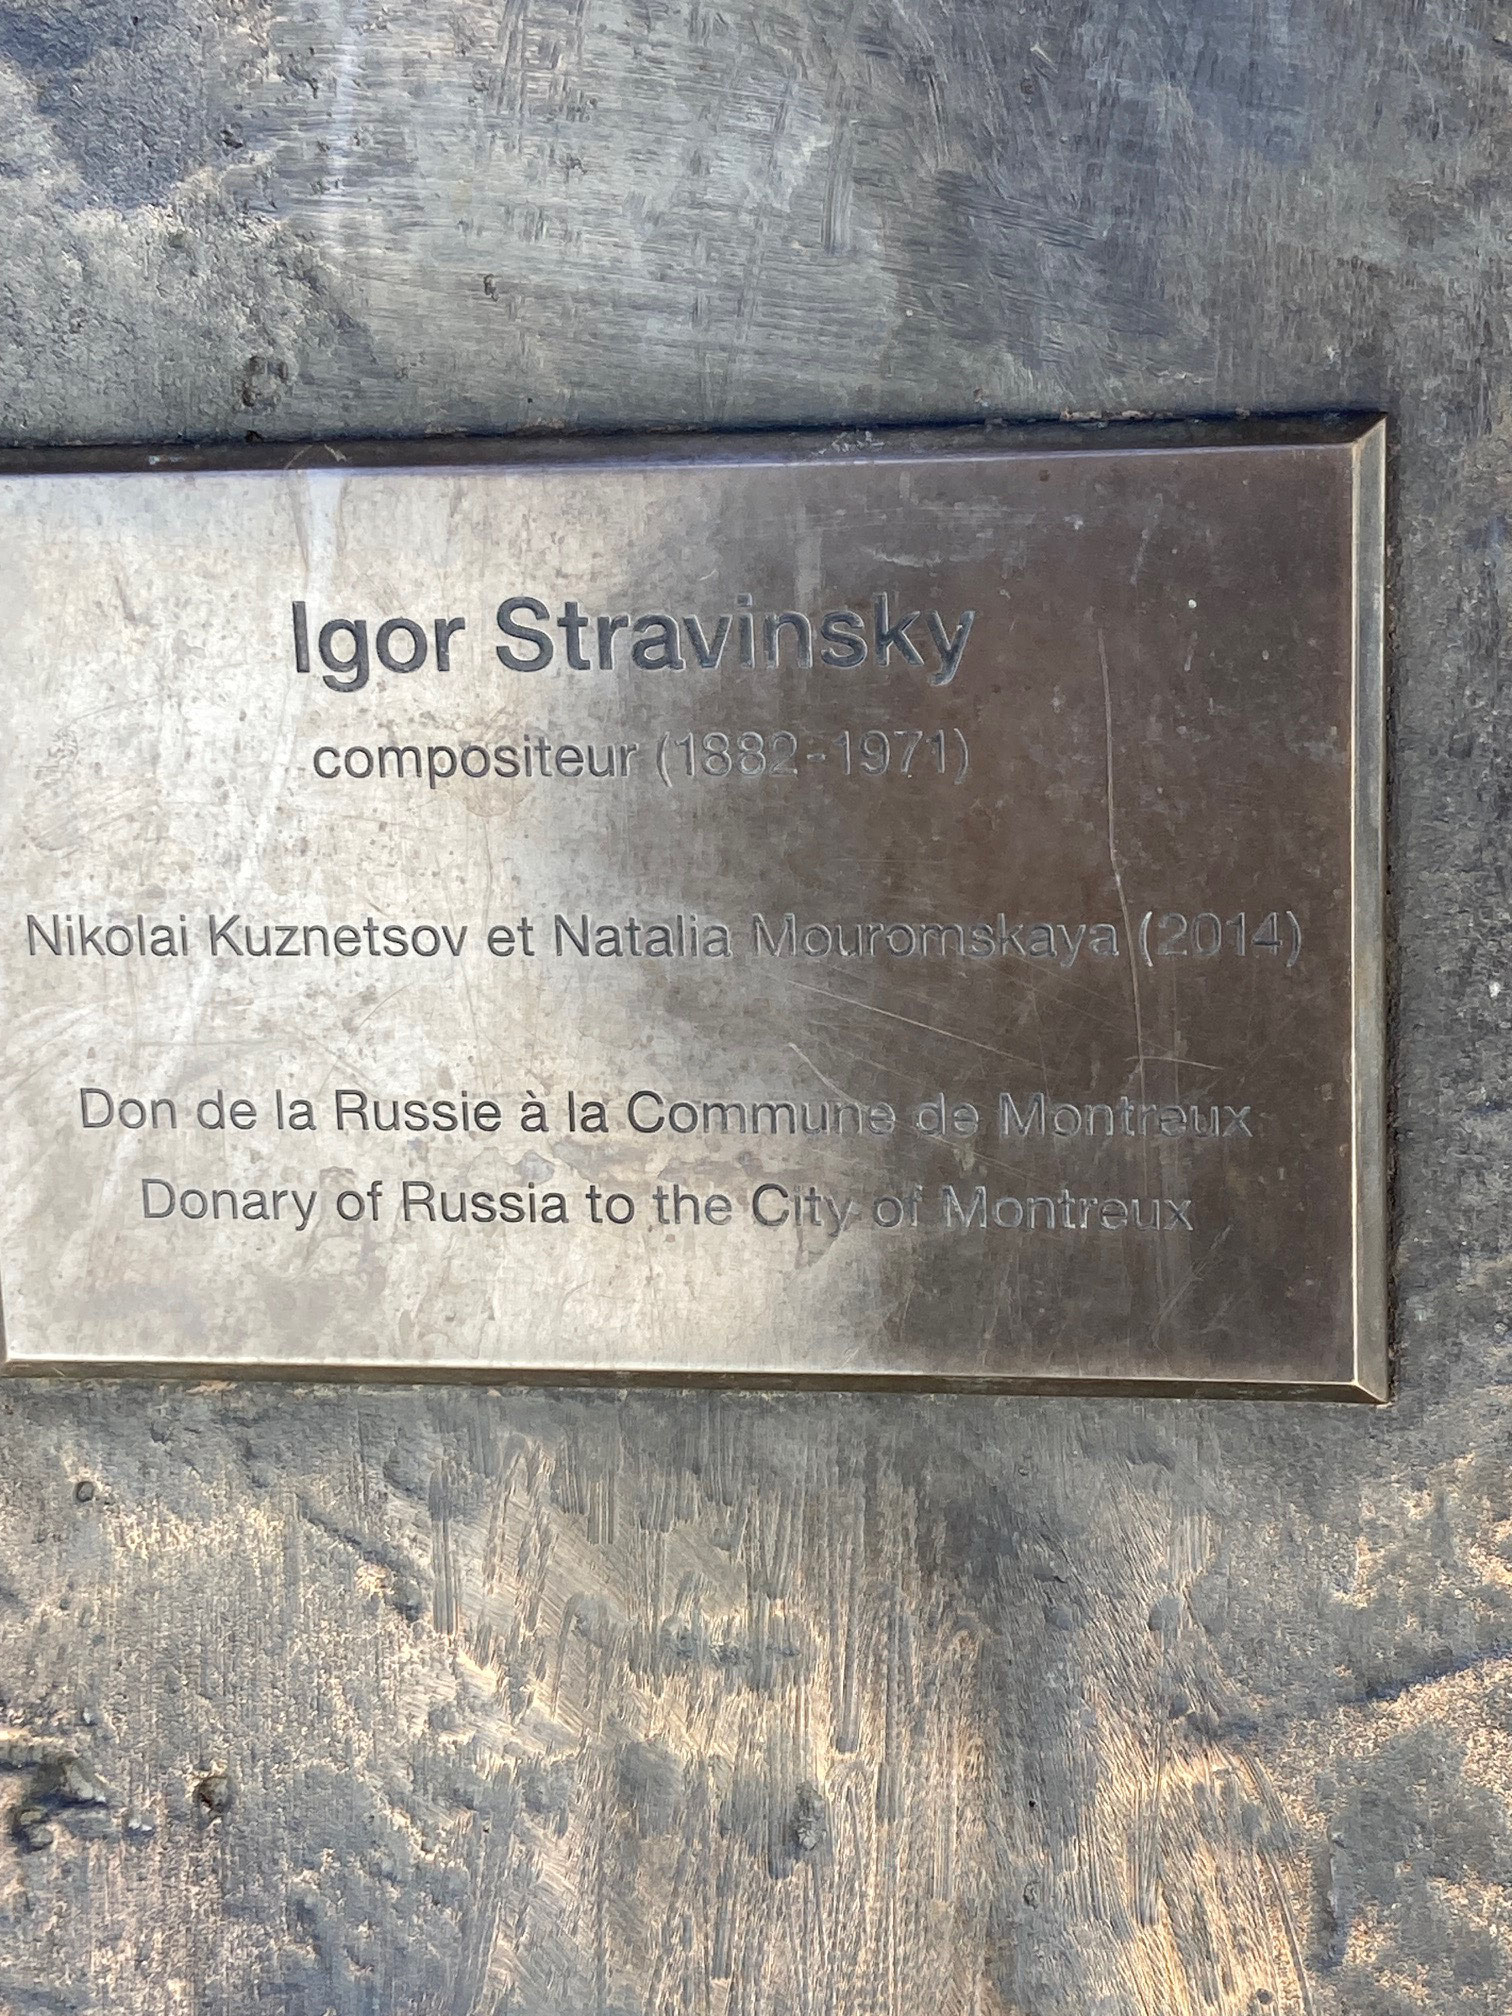 Igor Stravinsky
compositeur (1882-1971)
Nikolai Kuznetsov et Natalia Mouromskaya (2014)
Don de la Russie à la Commune de Montreux
Donary of Russia to the City of Montreux